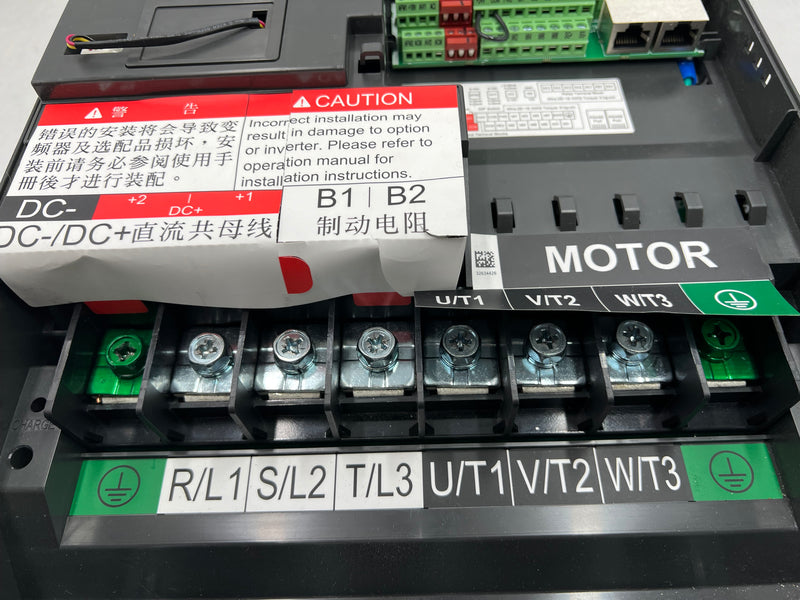 警 告
错误的安装将会导致变
频器及选配品损坏，安
装前请务必参阅使用手
冊後才进行装配。
CAUTION
Incorrect installation may
result in damage to option
or inverter. Please refer to
operation manual for
installation instructions.
DC- +2 | +1
DC+
DC-/DC+直流共母线
B1 | B2
制动电阻
MOTOR
U/T1 V/T2 W/T3
CHARGE
R/L1 S/L2 T/L3 U/T1 V/T2 W/T3